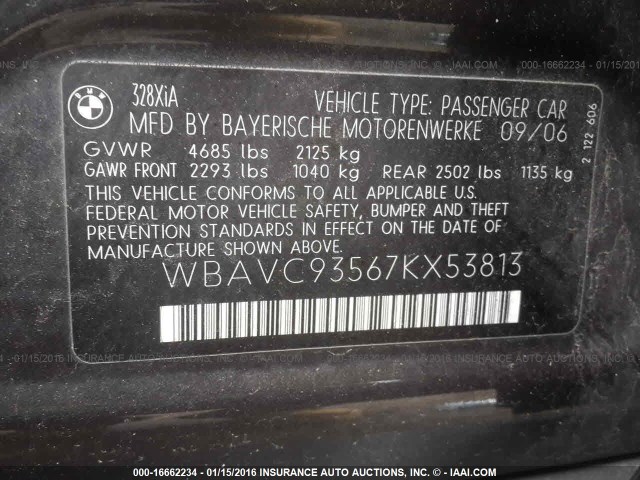 BMW
328XiA
VEHICLE TYPE: PASSENGER CAR
MFD BY BAYERISCHE MOTORENWERKE 09/06
GVWR 4685 lbs 2125 kg
GAWR FRONT 2293 lbs 1040 kg REAR 2502 lbs 1135 kg
THIS VEHICLE CONFORMS TO ALL APPLICABLE U.S.
FEDERAL MOTOR VEHICLE SAFETY, BUMPER AND THEFT
PREVENTION STANDARDS IN EFFECT ON THE DATE OF
MANUFACTURE SHOWN ABOVE.
WBAVC93567KX53813
2 122 606
000-16662234 - 01/15/2016 INSURANCE AUTO AUCTIONS, INC. © - IAAI.COM